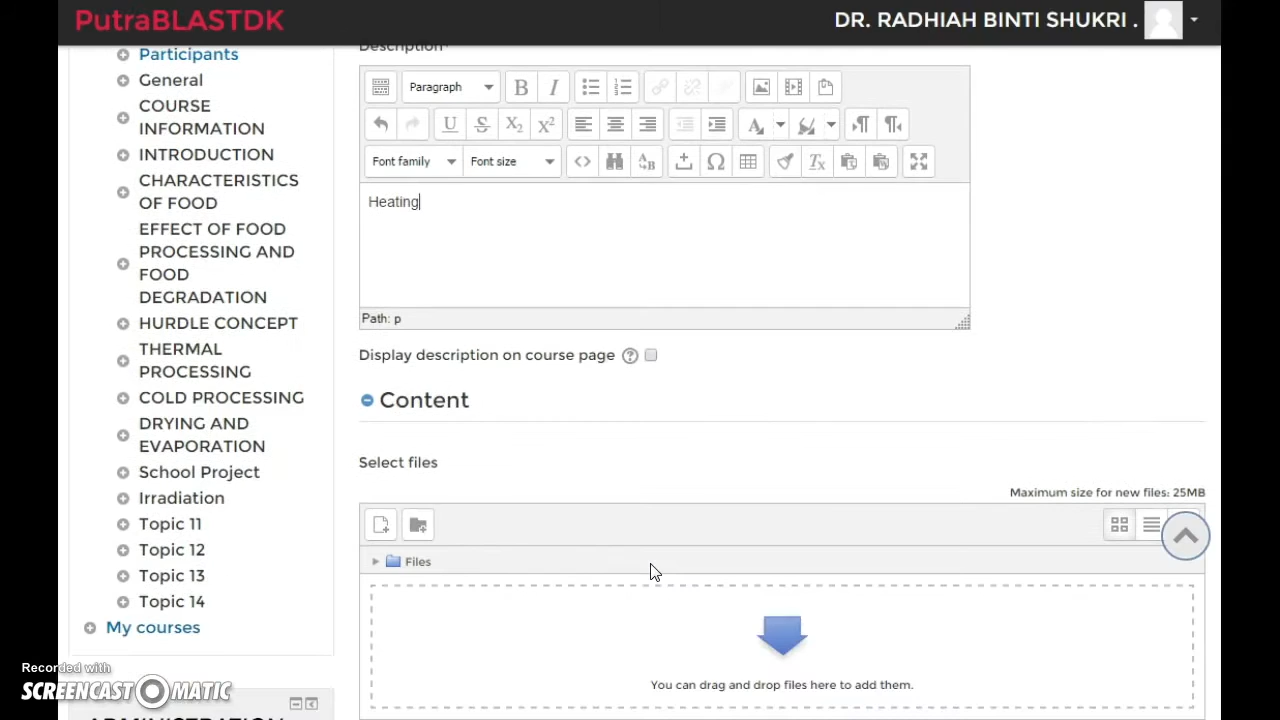 PutraBLASTDK
DR. RADHIAH BINTI SHUKRI .
Participants
General
COURSE
INFORMATION
INTRODUCTION
CHARACTERISTICS
OF FOOD
EFFECT OF FOOD
PROCESSING AND
FOOD
DEGRADATION
HURDLE CONCEPT
THERMAL
PROCESSING
COLD PROCESSING
DRYING AND
EVAPORATION
School Project
Irradiation
Topic 11
Topic 12
Topic 13
Topic 14
My courses
ADMINISTRATION
Description
Paragraph
Font family
Font size
Heating
Path: p
Display description on course page
Content
Select files
Maximum size for new files: 25MB
Files
You can drag and drop files here to add them.
Recorded with
SCREENCAST O MATIC